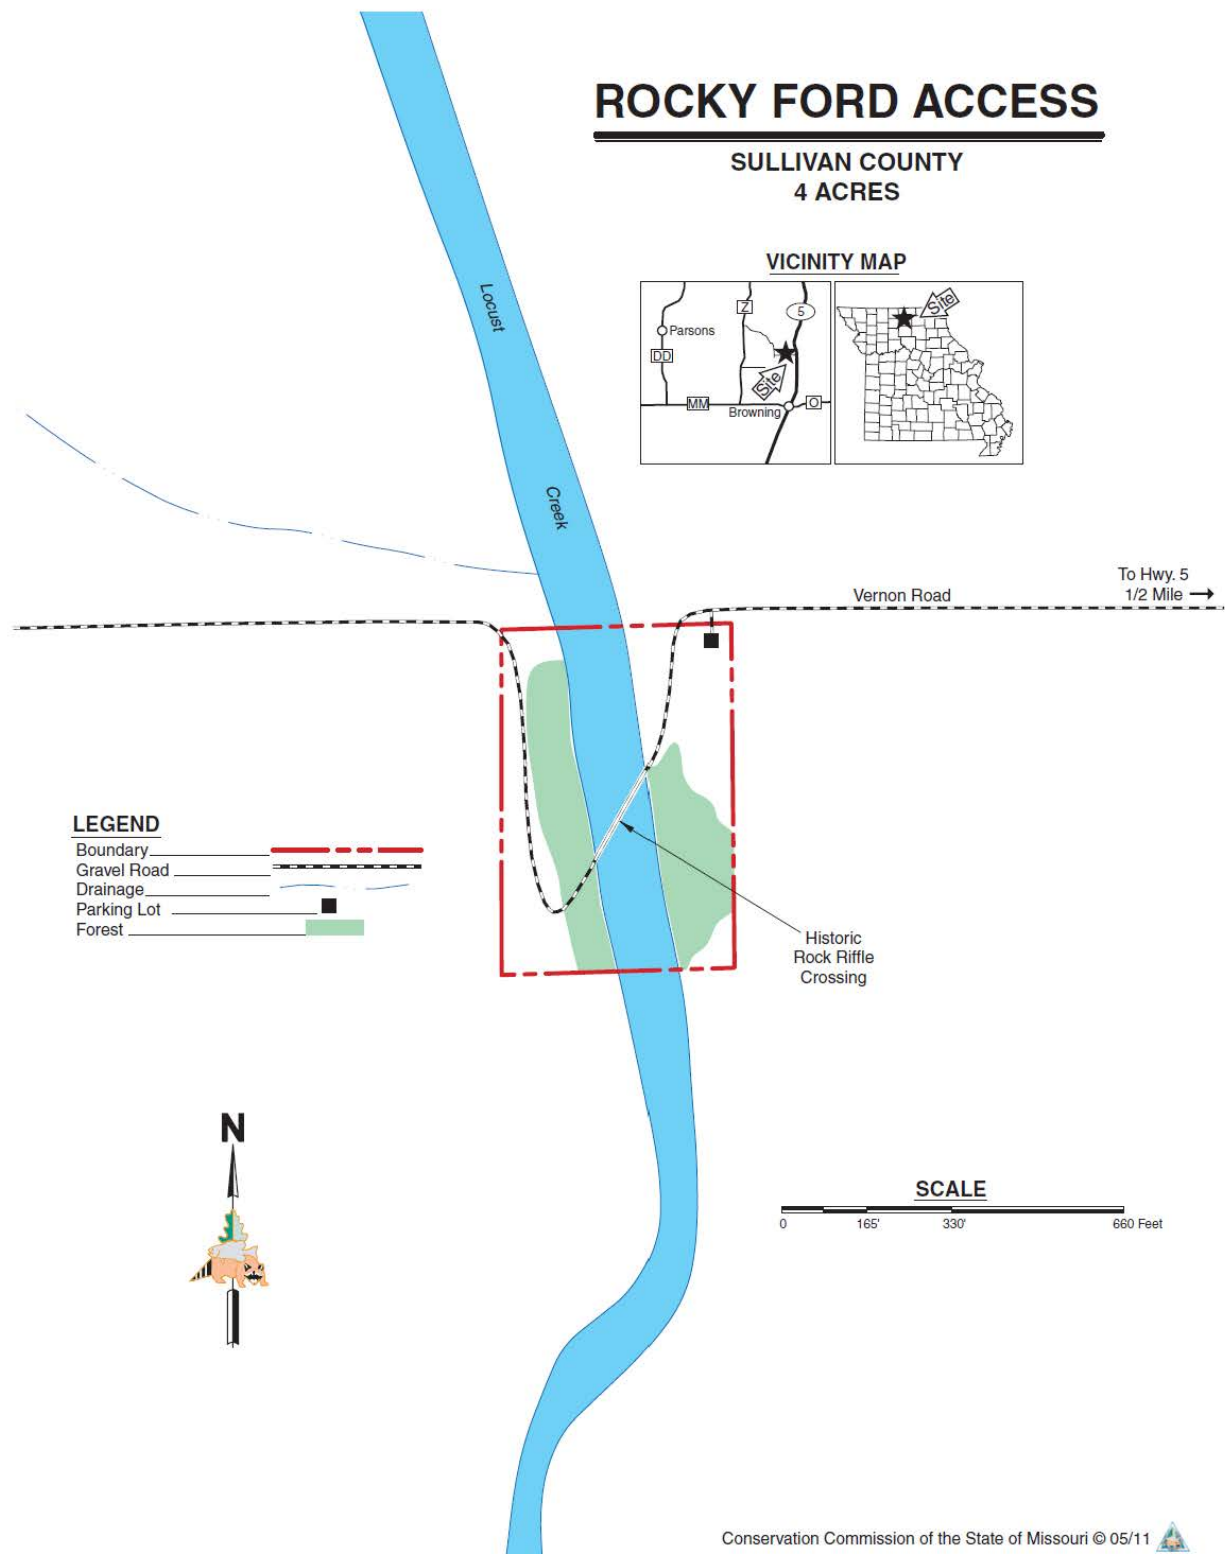 ROCKY FORD ACCESS
SULLIVAN COUNTY
4 ACRES
VICINITY MAP
Z
5
Parsons
DD
Site
MM
Browning
O
Site
Locust
Creek
To Hwy. 5
1/2 Mile
Vernon Road
LEGEND
Boundary
Gravel Road
Drainage
Parking Lot
Forest
Historic
Rock Riffle
Crossing
N
SCALE
0 165' 330' 660 Feet
Conservation Commission of the State of Missouri © 05/11